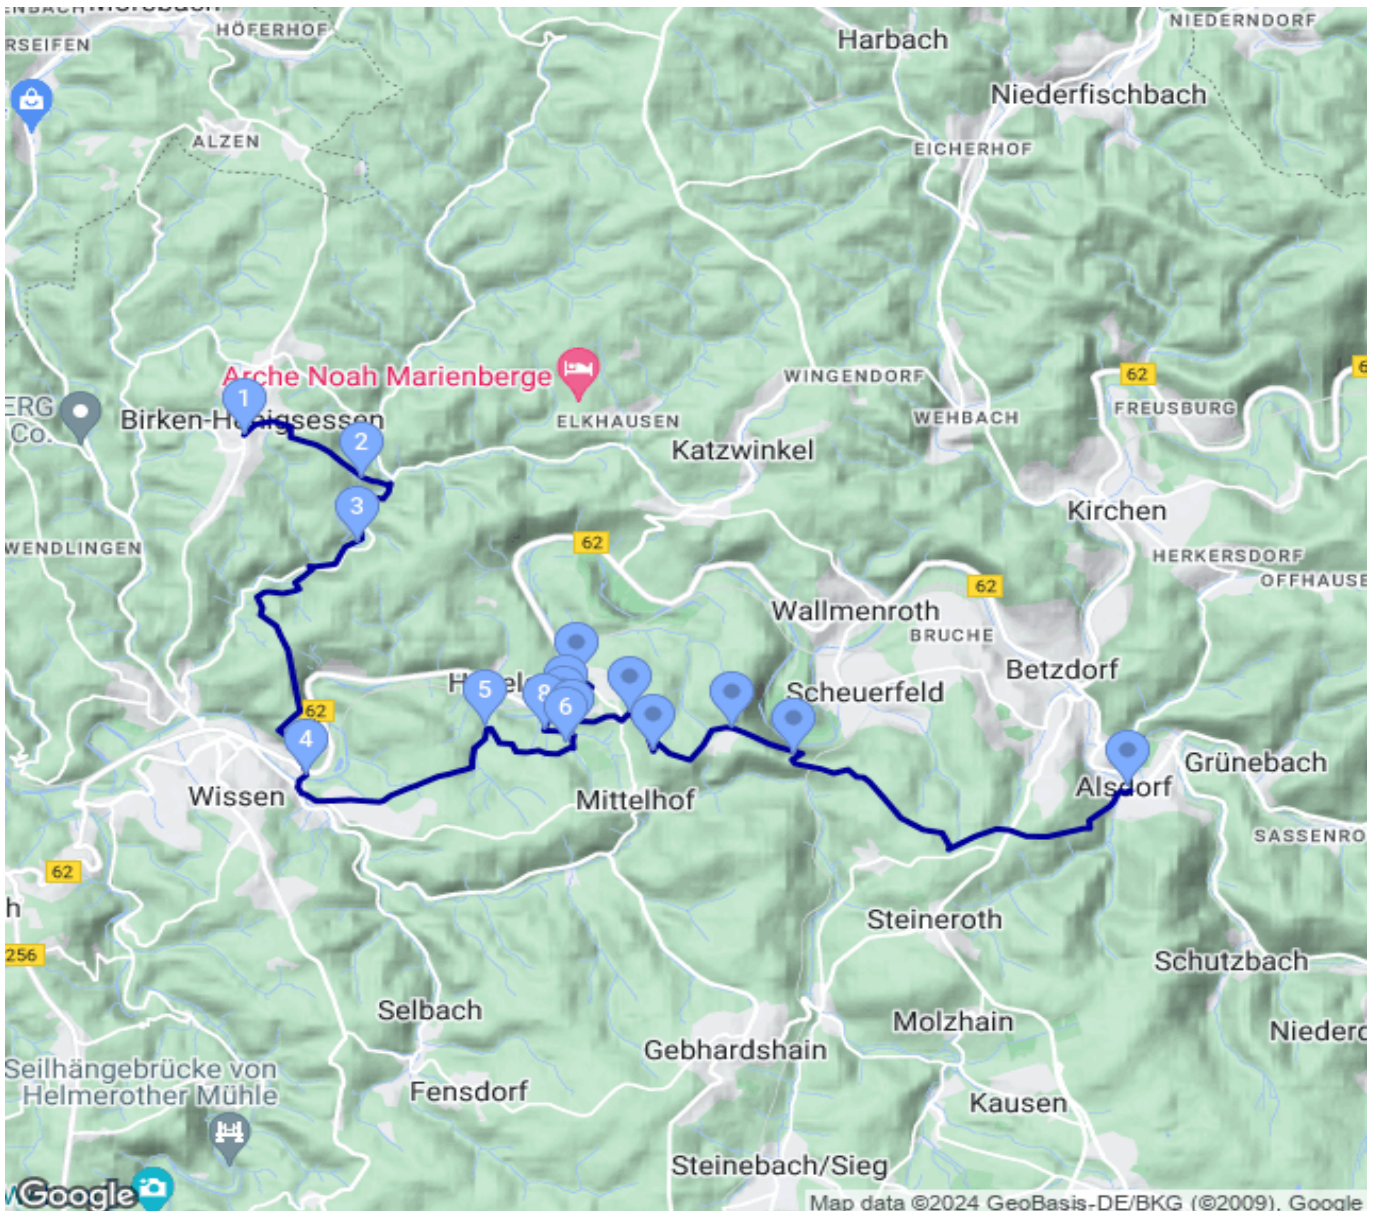 HÖFERHOF
NIEDERNDORF
Harbach
Niederfischbach
ALZEN
EICHERHOF
62
Arche Noah Marienberge
WINGENDORF
62
1
ERG
Co.
Birken-Honigsessen
ELKHAUSEN
WEHBACH
FREUSBURG
2
Katzwinkel
3
Kirchen
WENDLINGEN
62
HERKERSDORF
OFFHAUSE
62
Wallmenroth
BRUCHE
Betzdorf
5
8
6
Scheuerfeld
62
4
Wissen
Mittelhof
Alsdorf
Grünebach
SASSENRO
62
h
Steineroth
256
Schutzbach
Selbach
Molzhain
Gebhardshain
Seilhängebrücke von
Helmerother Mühle
Fensdorf
Kausen
Steinebach/Sieg
Google
Map data ©2024 GeoBasis-DE/BKG (©2009), Google